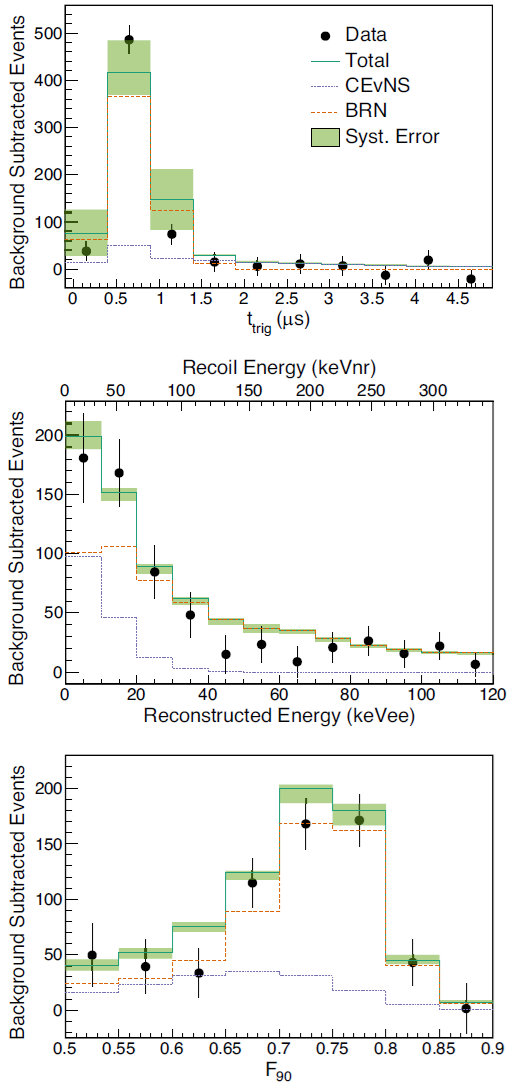 Background Subtracted Events
500
400
300
200
100
0
Data
Total
CEvNS
BRN
Syst. Error
0 0.5 1 1.5 2 2.5 3 3.5 4 4.5
t_trig (μs)
Recoil Energy (keVnr)
0 50 100 150 200 250 300
Background Subtracted Events
200
150
100
50
0
0 20 40 60 80 100 120
Reconstructed Energy (keVee)
Background Subtracted Events
200
150
100
50
0
0.5 0.55 0.6 0.65 0.7 0.75 0.8 0.85 0.9
F_90